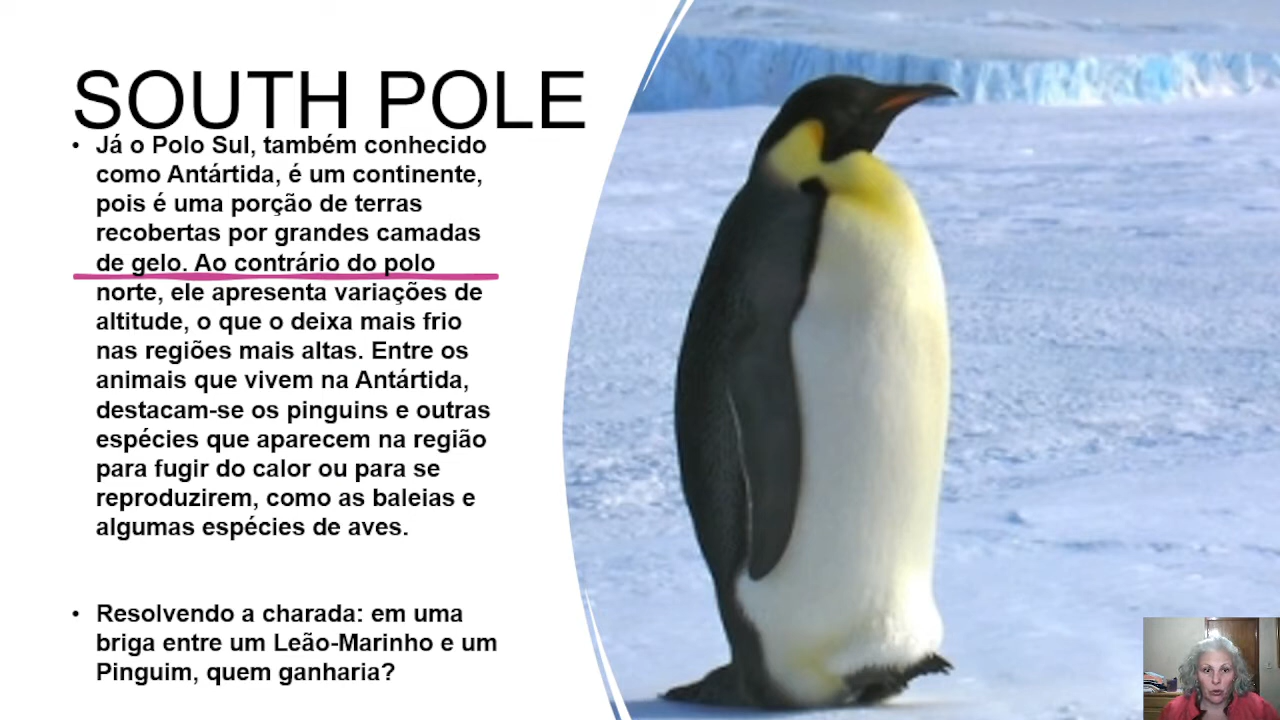 SOUTH POLE
• Já o Polo Sul, também conhecido
como Antártida, é um continente,
pois é uma porção de terras
recobertas por grandes camadas
de gelo. Ao contrário do polo
norte, ele apresenta variações de
altitude, o que o deixa mais frio
nas regiões mais altas. Entre os
animais que vivem na Antártida,
destacam-se os pinguins e outras
espécies que aparecem na região
para fugir do calor ou para se
reproduzirem, como as baleias e
algumas espécies de aves.
• Resolvendo a charada: em uma
briga entre um Leão-Marinho e um
Pinguim, quem ganharia?